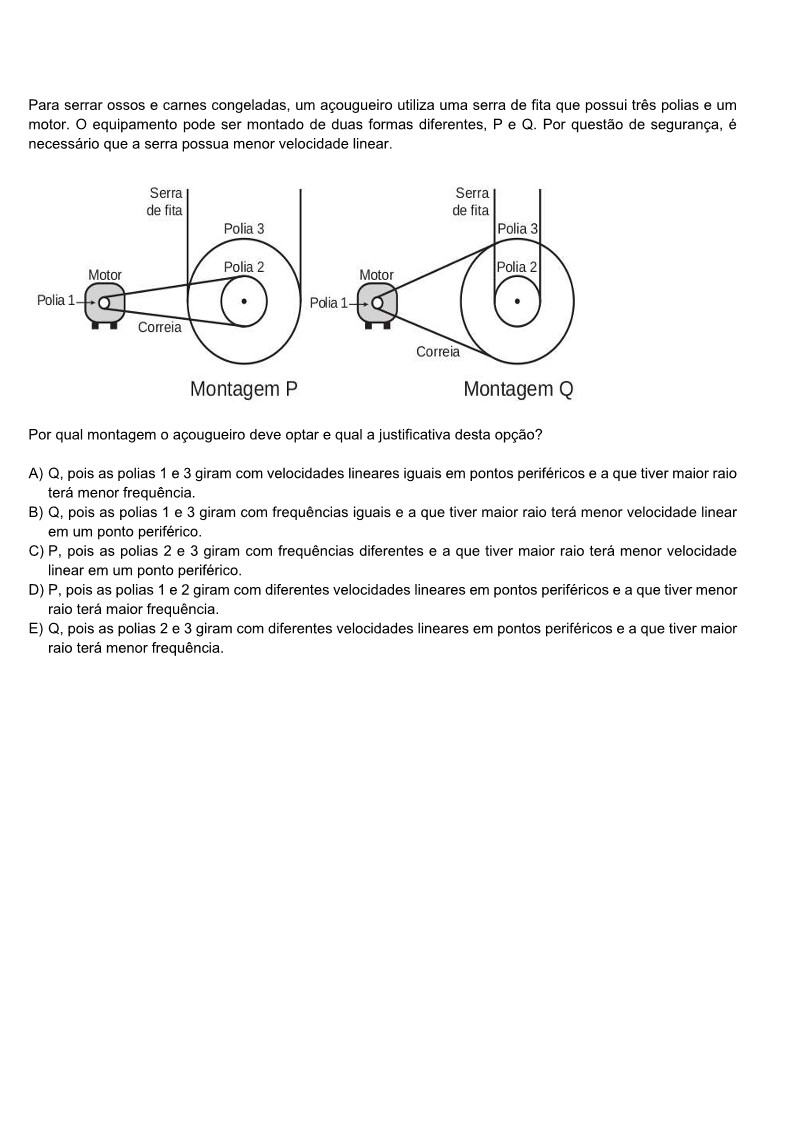 Para serrar ossos e carnes congeladas, um açougueiro utiliza uma serra de fita que possui três polias e um
motor. O equipamento pode ser montado de duas formas diferentes, P e Q. Por questão de segurança, é
necessário que a serra possua menor velocidade linear.
Serra
de fita
Polia 3
Polia 2
Motor
Polia 1
Correia
Montagem P
Serra
de fita
Polia 3
Polia 2
Motor
Polia 1
Correia
Montagem Q
Por qual montagem o açougueiro deve optar e qual a justificativa desta opção?
A) Q, pois as polias 1 e 3 giram com velocidades lineares iguais em pontos periféricos e a que tiver maior raio
terá menor frequência.
B) Q, pois as polias 1 e 3 giram com frequências iguais e a que tiver maior raio terá menor velocidade linear
em um ponto periférico.
C) P, pois as polias 2 e 3 giram com frequências diferentes e a que tiver maior raio terá menor velocidade
linear em um ponto periférico.
D) P, pois as polias 1 e 2 giram com diferentes velocidades lineares em pontos periféricos e a que tiver menor
raio terá maior frequência.
E) Q, pois as polias 2 e 3 giram com diferentes velocidades lineares em pontos periféricos e a que tiver maior
raio terá menor frequência.